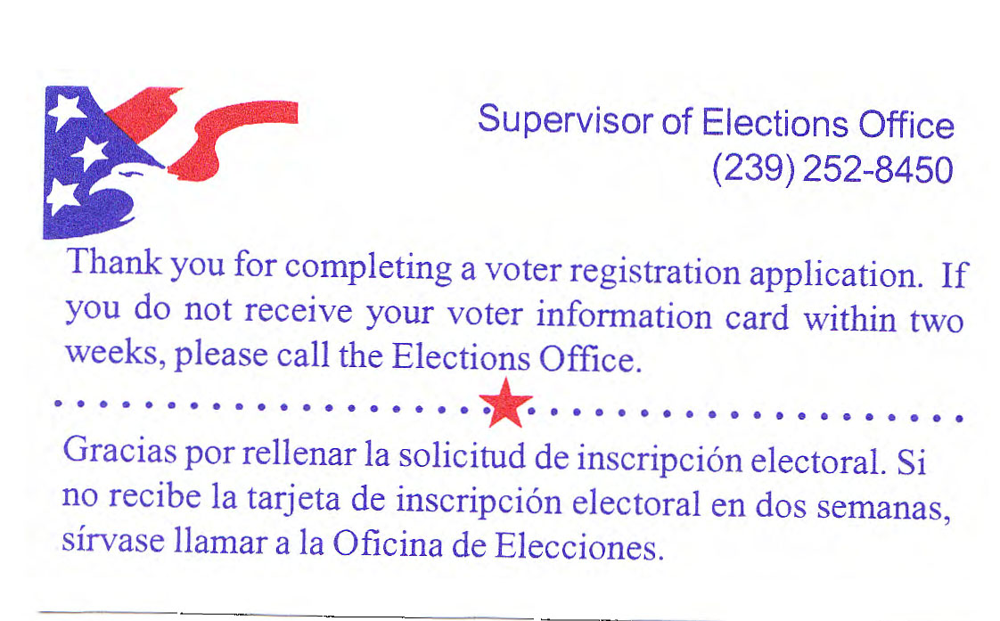 Supervisor of Elections Office
(239) 252-8450
Thank you for completing a voter registration application. If
you do not receive your voter information card within two
weeks, please call the Elections Office.
Gracias por rellenar la solicitud de inscripción electoral. Si
no recibe la tarjeta de inscripción electoral en dos semanas,
sírvase llamar a la Oficina de Elecciones.